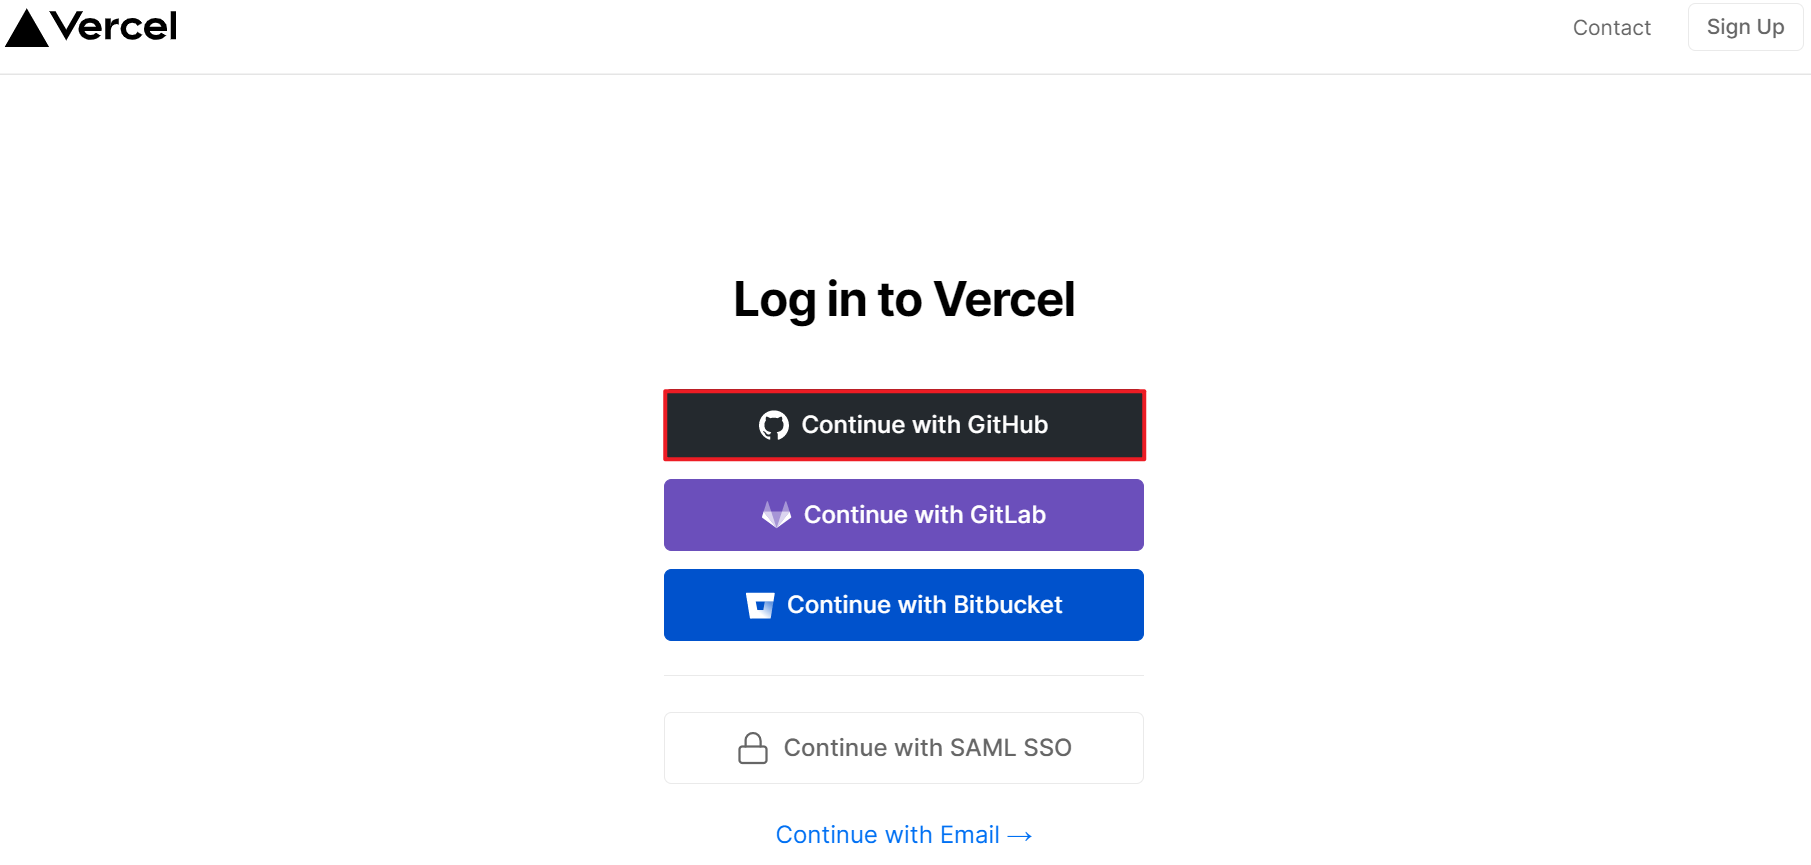 Vercel
Contact
Sign Up
Log in to Vercel
Continue with GitHub
Continue with GitLab
Continue with Bitbucket
Continue with SAML SSO
Continue with Email →